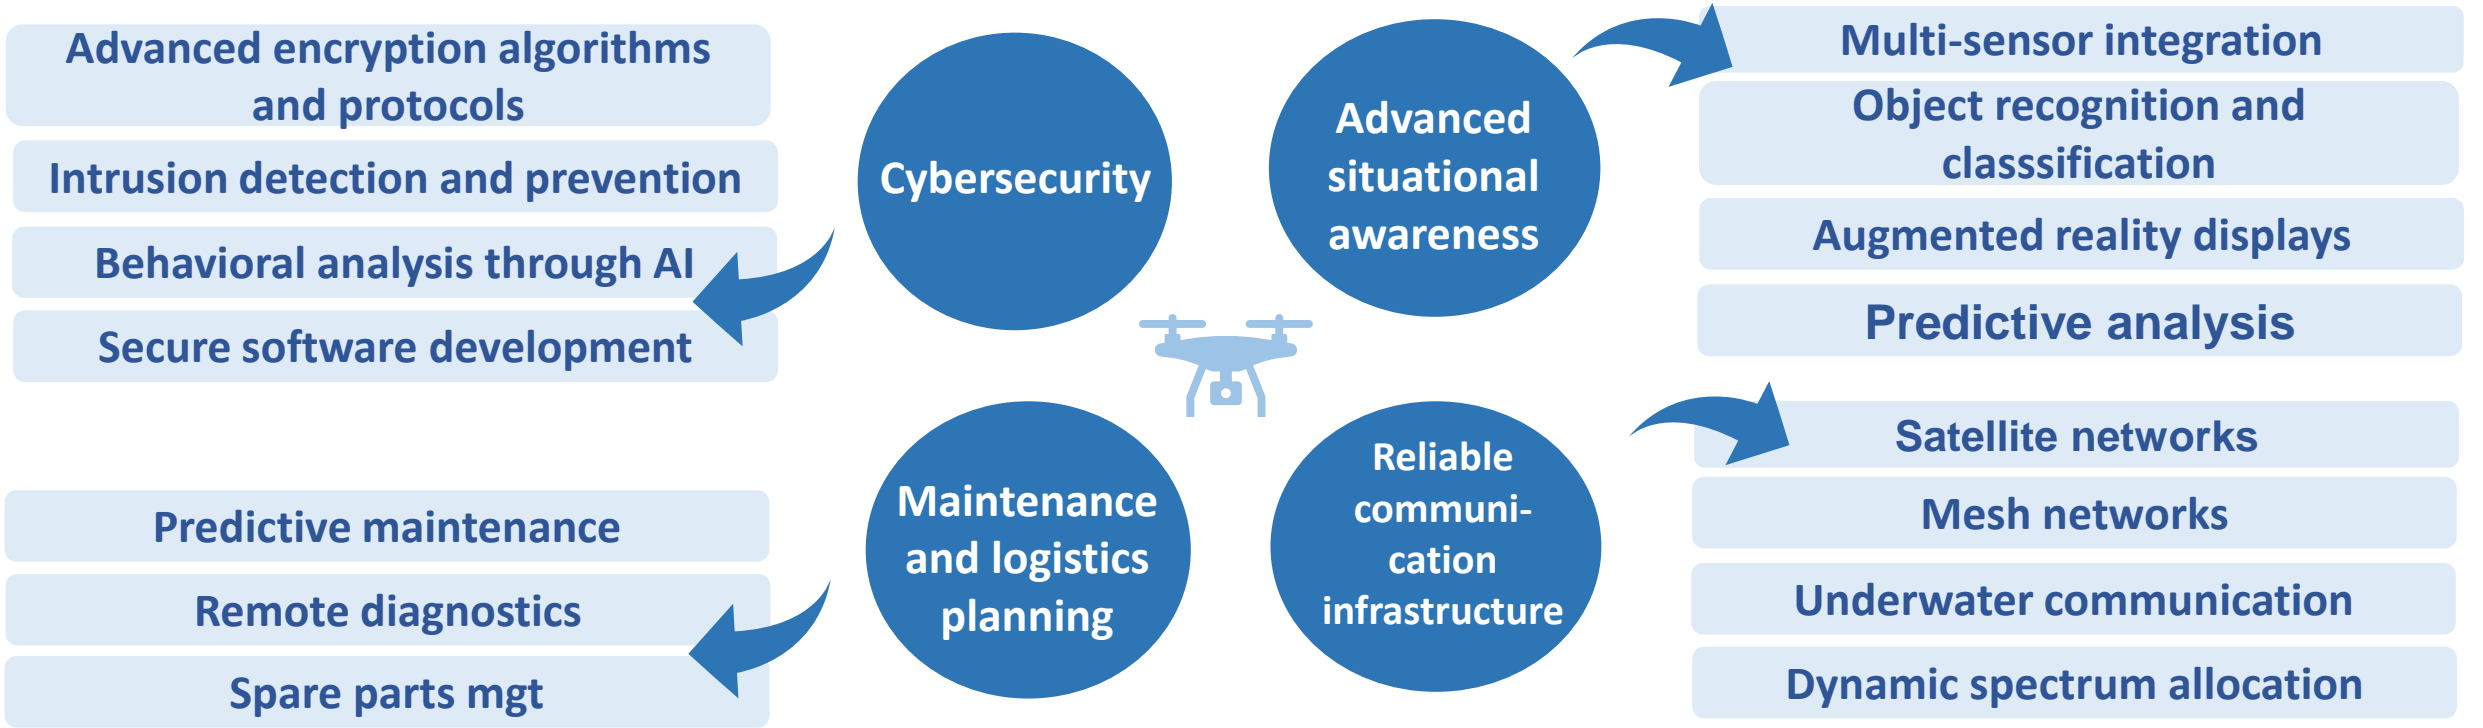 Advanced encryption algorithms
and protocols
Intrusion detection and prevention
Behavioral analysis through AI
Secure software development
Cybersecurity
Advanced
situational
awareness
Multi-sensor integration
Object recognition and
classsification
Augmented reality displays
Predictive analysis
Predictive maintenance
Remote diagnostics
Spare parts mgt
Maintenance
and logistics
planning
Reliable
communi-
cation
infrastructure
Satellite networks
Mesh networks
Underwater communication
Dynamic spectrum allocation